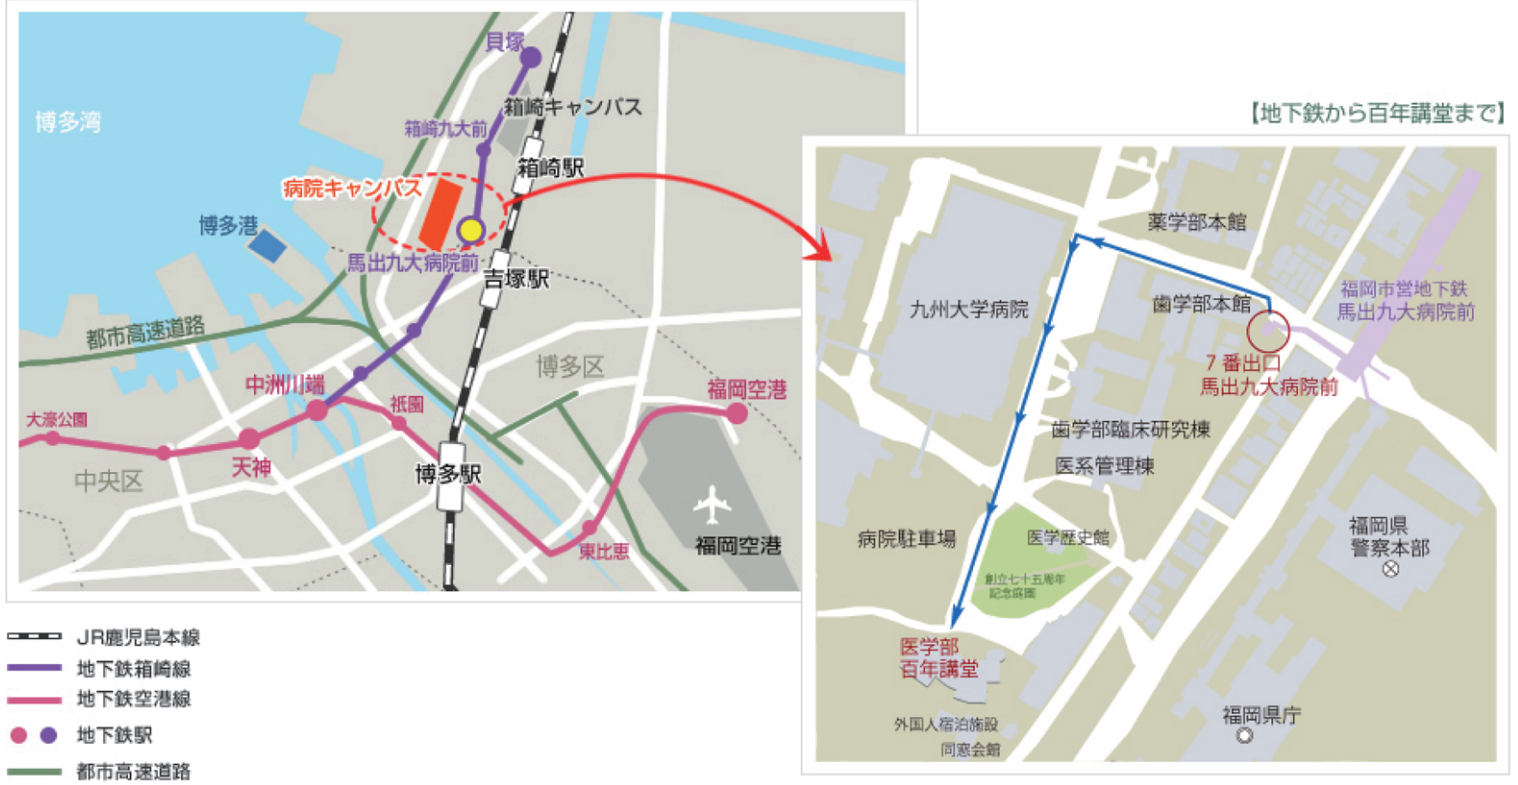 貝塚
箱崎キャンパス
博多湾
箱崎九大前
箱崎駅
病院キャンパス
博多港
馬出九大病院前
吉塚駅
都市高速道路
博多区
中洲川端
福岡空港
大濠公園
祇園
天神
中央区
博多駅
福岡空港
東比恵
JR鹿児島本線
地下鉄箱崎線
地下鉄空港線
地下鉄駅
都市高速道路
【地下鉄から百年講堂まで】
薬学部本館
九州大学病院
歯学部本館
福岡市営地下鉄
馬出九大病院前
7番出口
馬出九大病院前
歯学部臨床研究棟
医系管理棟
病院駐車場
医学歴史館
福岡県
警察本部
創立七十五周年
記念庭園
医学部
百年講堂
外国人宿泊施設
同窓会館
福岡県庁